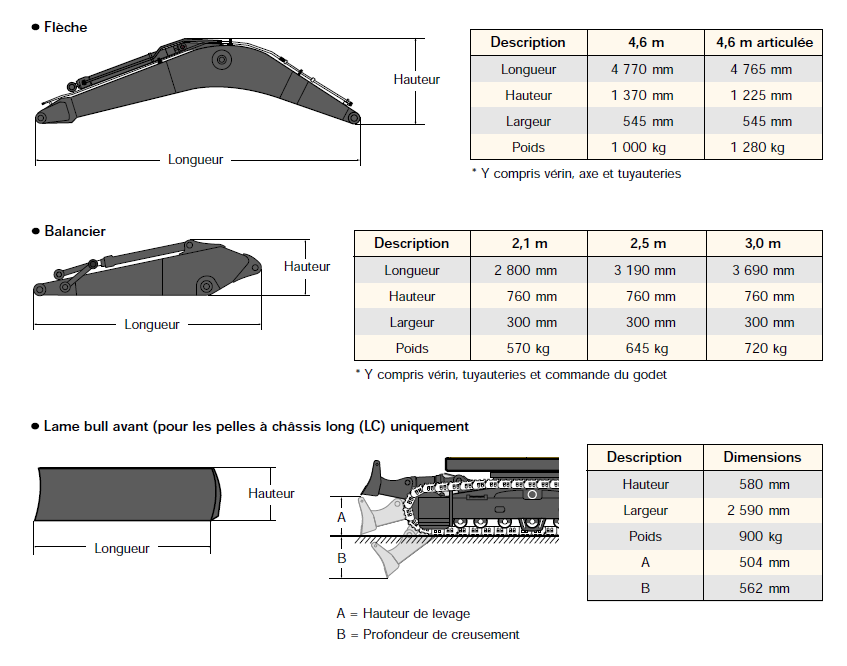 ● Flèche
Hauteur
Longueur
Description 4,6 m 4,6 m articulée
Longueur 4 770 mm 4 765 mm
Hauteur 1 370 mm 1 225 mm
Largeur 545 mm 545 mm
Poids 1 000 kg 1 280 kg
* Y compris vérin, axe et tuyauteries
● Balancier
Hauteur
Longueur
Description 2,1 m 2,5 m 3,0 m
Longueur 2 800 mm 3 190 mm 3 690 mm
Hauteur 760 mm 760 mm 760 mm
Largeur 300 mm 300 mm 300 mm
Poids 570 kg 645 kg 720 kg
* Y compris vérin, tuyauteries et commande du godet
● Lame bull avant (pour les pelles à châssis long (LC) uniquement
Hauteur
Longueur
A
B
A = Hauteur de levage
B = Profondeur de creusement
Description Dimensions
Hauteur 580 mm
Largeur 2 590 mm
Poids 900 kg
A 504 mm
B 562 mm